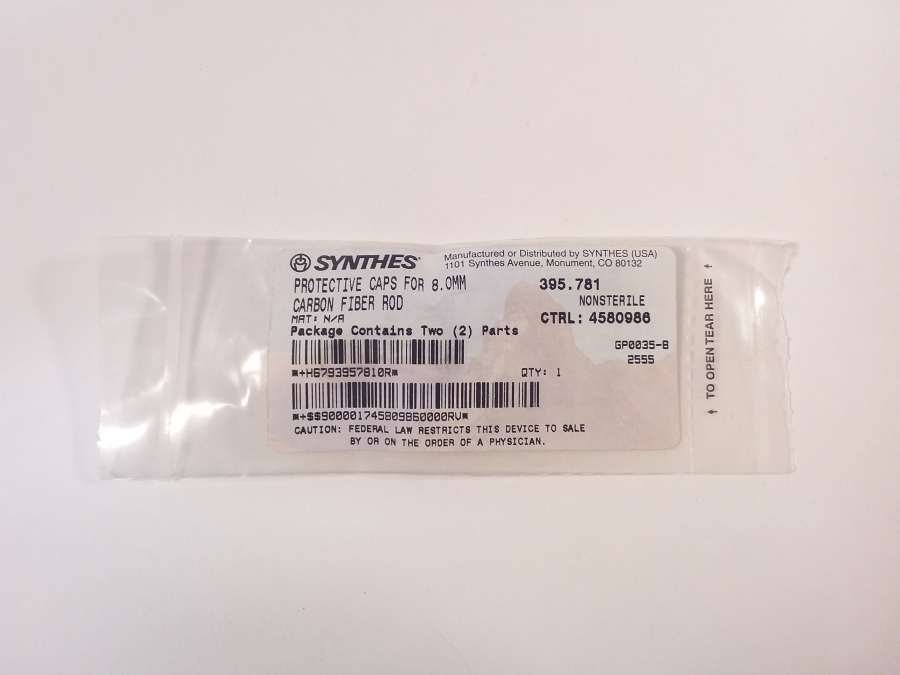 SYNTHES
Manufactured or Distributed by SYNTHES (USA)
1101 Synthes Avenue, Monument, CO 80132
PROTECTIVE CAPS FOR 8.0MM
CARBON FIBER ROD
MAT: N/A
Package Contains Two (2) Parts
395.781
NONSTERILE
CTRL: 4580986
GP0035-B
2555
*+H6793957810R*
QTY: 1
*+$$900001745809860000RV*
CAUTION: FEDERAL LAW RESTRICTS THIS DEVICE TO SALE
BY OR ON THE ORDER OF A PHYSICIAN.
TO OPEN TEAR HERE